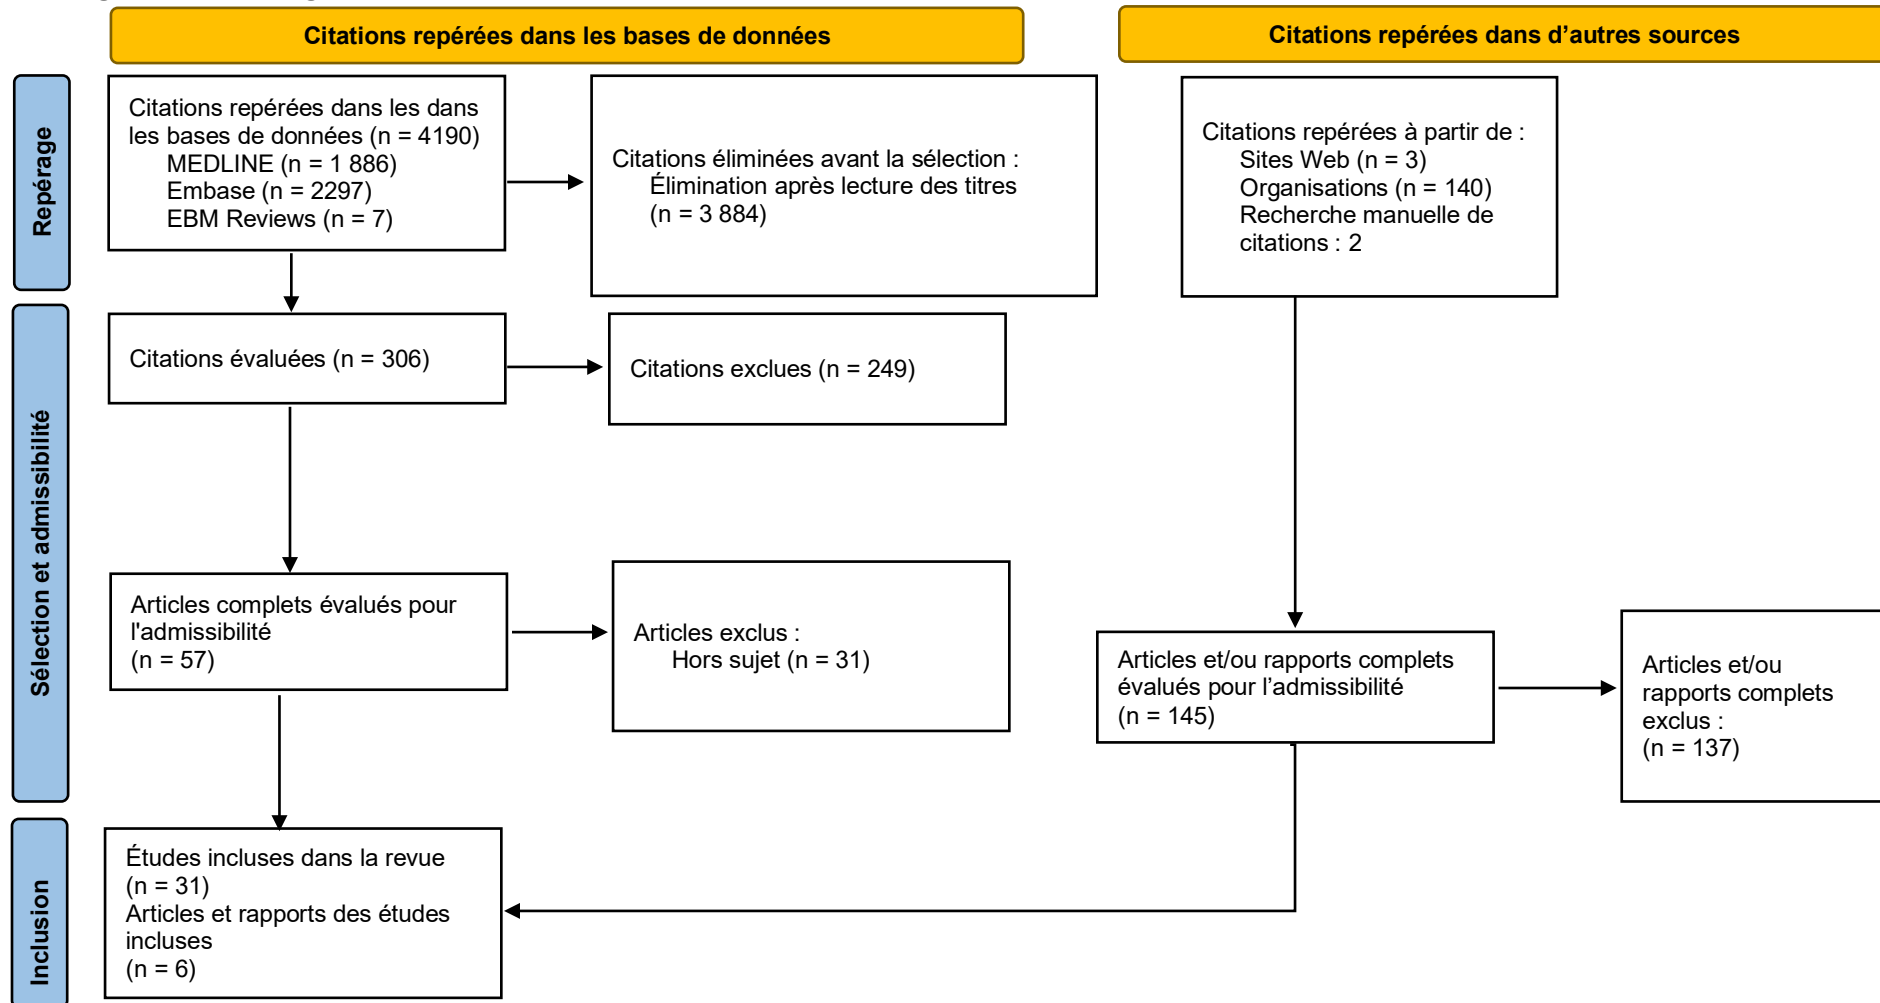 Citations repérées dans les bases de données
Citations repérées dans d’autres sources
Repérage
Citations repérées dans les dans
les bases de données (n = 4190)
MEDLINE (n = 1 886)
Embase (n = 2297)
EBM Reviews (n = 7)
Citations éliminées avant la sélection :
Élimination après lecture des titres
(n = 3 884)
Citations repérées à partir de :
Sites Web (n = 3)
Organisations (n = 140)
Recherche manuelle de
citations : 2
Sélection et admissibilité
Citations évaluées (n = 306)
Citations exclues (n = 249)
Articles complets évalués pour
l'admissibilité
(n = 57)
Articles exclus :
Hors sujet (n = 31)
Articles et/ou rapports complets
évalués pour l’admissibilité
(n = 145)
Articles et/ou
rapports complets
exclus :
(n = 137)
Inclusion
Études incluses dans la revue
(n = 31)
Articles et rapports des études
incluses
(n = 6)